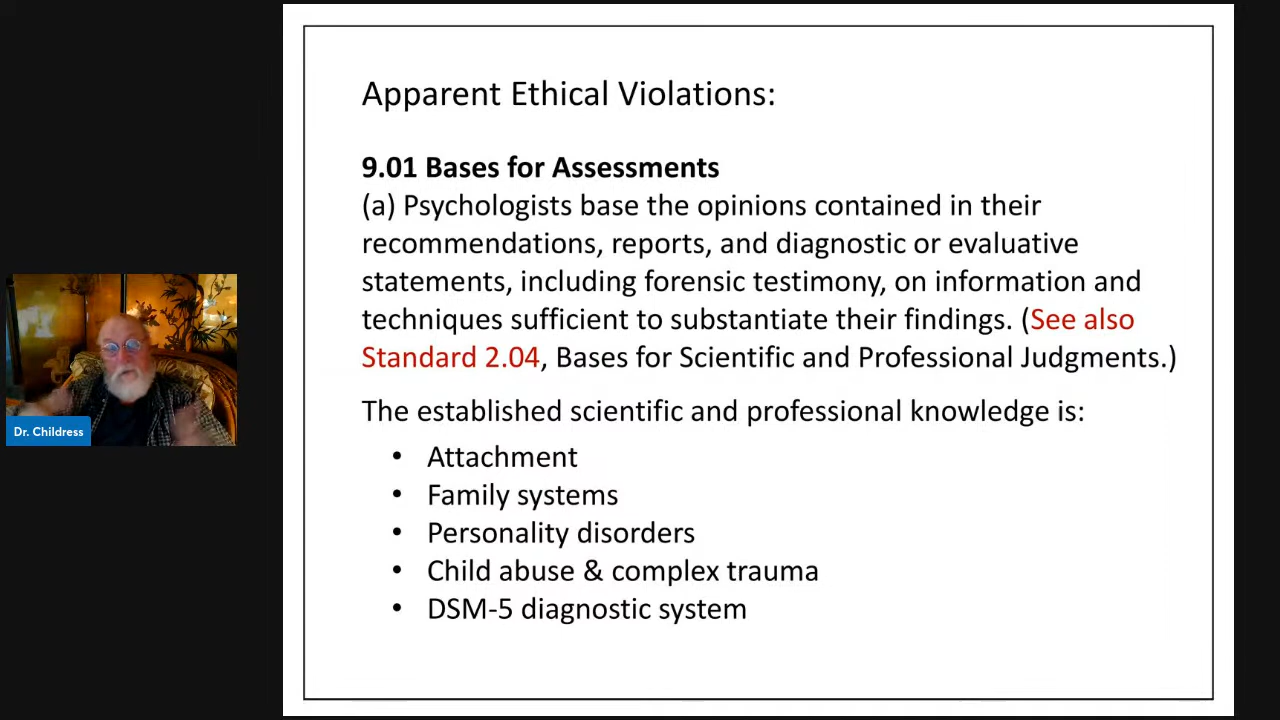 Apparent Ethical Violations:
9.01 Bases for Assessments
(a) Psychologists base the opinions contained in their
recommendations, reports, and diagnostic or evaluative
statements, including forensic testimony, on information and
techniques sufficient to substantiate their findings. (See also
Standard 2.04, Bases for Scientific and Professional Judgments.)
The established scientific and professional knowledge is:
• Attachment
• Family systems
• Personality disorders
• Child abuse & complex trauma
• DSM-5 diagnostic system
Dr. Childress